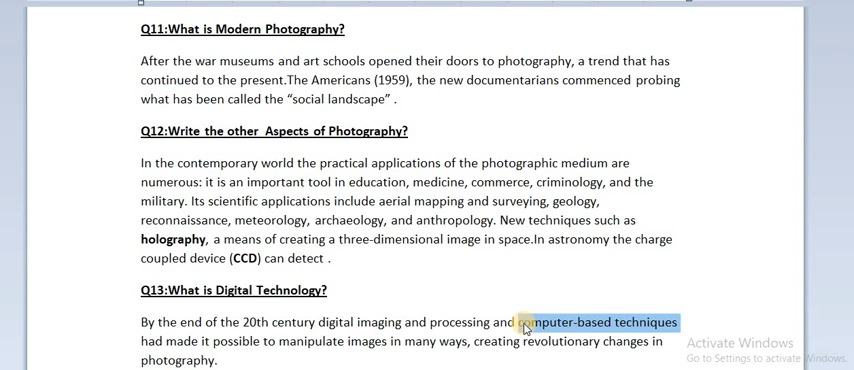 Q11:What is Modern Photography?
After the war museums and art schools opened their doors to photography, a trend that has
continued to the present.The Americans (1959), the new documentarians commenced probing
what has been called the “social landscape” .
Q12:Write the other Aspects of Photography?
In the contemporary world the practical applications of the photographic medium are
numerous: it is an important tool in education, medicine, commerce, criminology, and the
military. Its scientific applications include aerial mapping and surveying, geology,
reconnaissance, meteorology, archaeology, and anthropology. New techniques such as
holography, a means of creating a three-dimensional image in space.In astronomy the charge
coupled device (CCD) can detect .
Q13:What is Digital Technology?
By the end of the 20th century digital imaging and processing and computer-based techniques
had made it possible to manipulate images in many ways, creating revolutionary changes in
photography.
Activate Windows
Go to Settings to activate Windows.